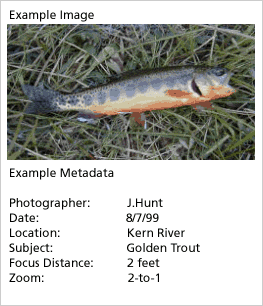 Example Image
Example Metadata
Photographer: J.Hunt
Date: 8/7/99
Location: Kern River
Subject: Golden Trout
Focus Distance: 2 feet
Zoom: 2-to-1